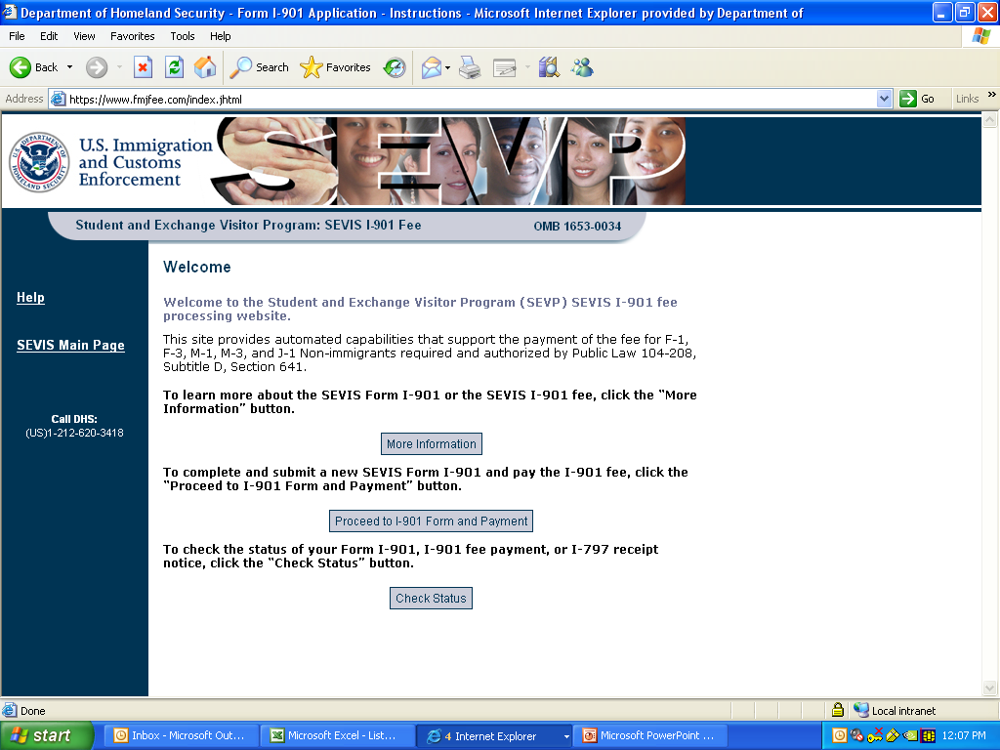 Department of Homeland Security - Form I-901 Application - Instructions - Microsoft Internet Explorer provided by Department of
File Edit View Favorites Tools Help
Back Search Favorites
Address https://www.fmjfee.com/index.jhtml Go Links »
U.S. Immigration
and Customs
Enforcement
SEVP
Student and Exchange Visitor Program: SEVIS I-901 Fee OMB 1653-0034
Help
SEVIS Main Page
Call DHS:
(US)1-212-620-3418
Welcome
Welcome to the Student and Exchange Visitor Program (SEVP) SEVIS I-901 fee
processing website.
This site provides automated capabilities that support the payment of the fee for F-1,
F-3, M-1, M-3, and J-1 Non-immigrants required and authorized by Public Law 104-208,
Subtitle D, Section 641.
To learn more about the SEVIS Form I-901 or the SEVIS I-901 fee, click the "More
Information" button.
More Information
To complete and submit a new SEVIS Form I-901 and pay the I-901 fee, click the
"Proceed to I-901 Form and Payment" button.
Proceed to I-901 Form and Payment
To check the status of your Form I-901, I-901 fee payment, or I-797 receipt
notice, click the "Check Status" button.
Check Status
Done Local intranet
start Inbox - Microsoft Out... Microsoft Excel - List... 4 Internet Explorer Microsoft PowerPoint ... 12:07 PM